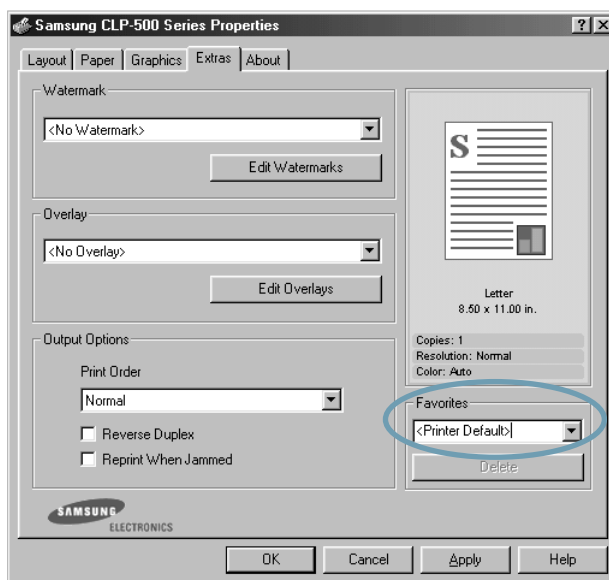 Samsung CLP-500 Series Properties
Layout Paper Graphics Extras About
Watermark
<No Watermark>
Edit Watermarks
Overlay
<No Overlay>
Edit Overlays
Output Options
Print Order
Normal
Reverse Duplex
Reprint When Jammed
S
Letter
8.50 x 11.00 in.
Copies: 1
Resolution: Normal
Color: Auto
Favorites
<Printer Default>
Delete
SAMSUNG
ELECTRONICS
OK Cancel Apply Help